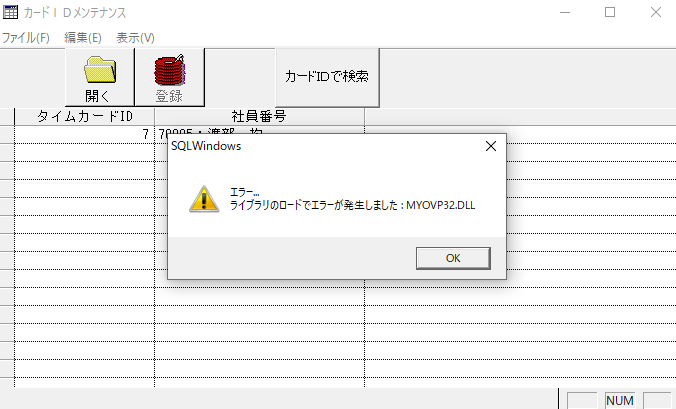 カードＩＤメンテナンス
ファイル(F) 編集(E) 表示(V)
開く
登録
カードIDで検索
タイムカードID 社員番号
7
SQLWindows
エラー...
ライブラリのロードでエラーが発生しました : MYOVP32.DLL
OK
NUM